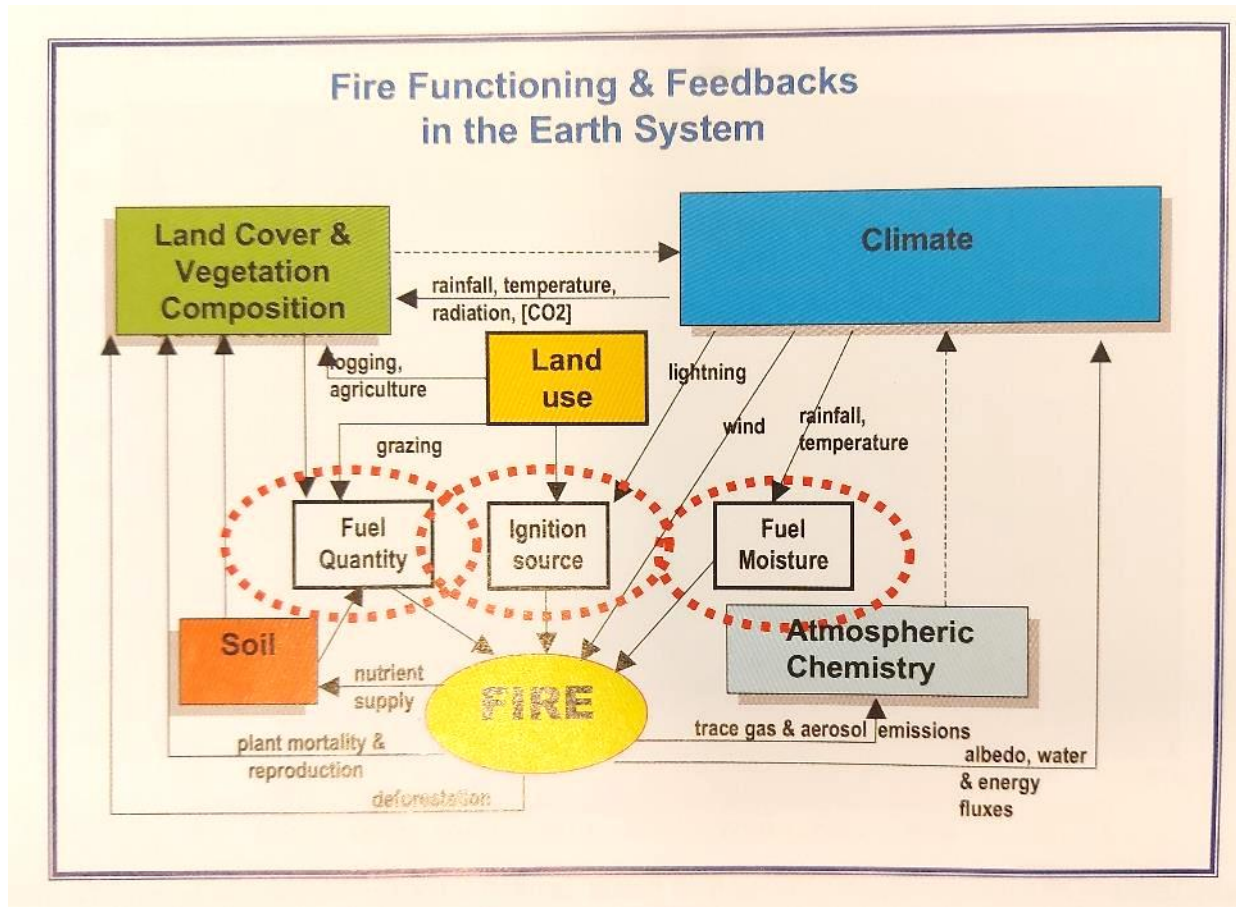 Fire Functioning & Feedbacks
in the Earth System
Land Cover &
Vegetation
Composition
Climate
rainfall, temperature,
radiation, [CO2]
Land
use
logging,
agriculture
lightning
wind
rainfall,
temperature
grazing
Fuel
Quantity
Ignition
source
Fuel
Moisture
Soil
Atmospheric
Chemistry
nutrient
supply
FIRE
trace gas & aerosol emissions
plant mortality &
reproduction
albedo, water
& energy
fluxes
deforestation